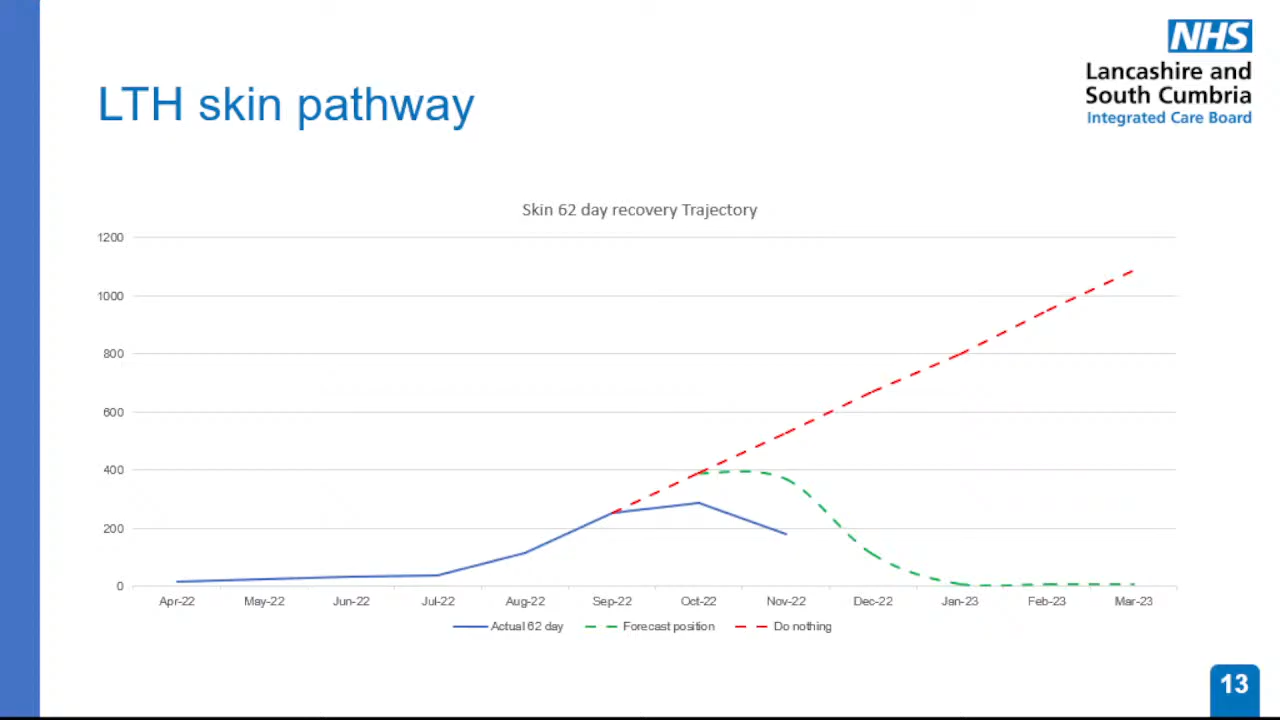 NHS
Lancashire and
South Cumbria
Integrated Care Board
LTH skin pathway
Skin 62 day recovery Trajectory
1200
1000
800
600
400
200
0
Apr-22 May-22 Jun-22 Jul-22 Aug-22 Sep-22 Oct-22 Nov-22 Dec-22 Jan-23 Feb-23 Mar-23
Actual 62 day Forecast position Do nothing
13